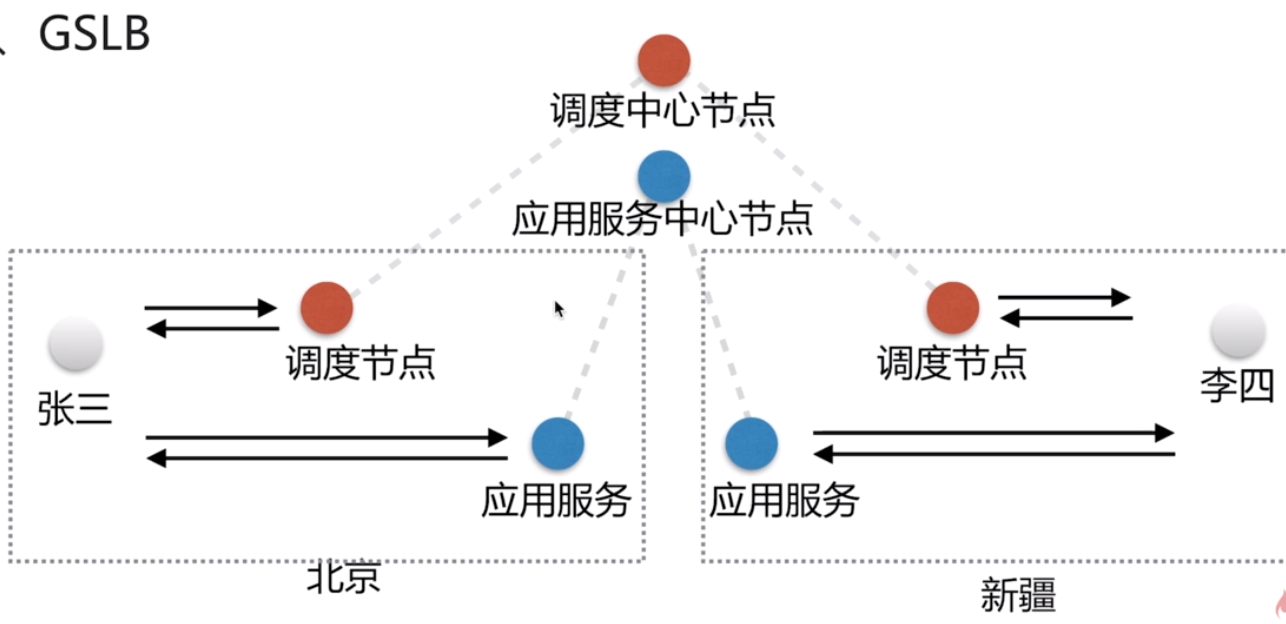 、GSLB
调度中心节点
应用服务中心节点
调度节点
调度节点
张三
李四
应用服务
应用服务
北京
新疆